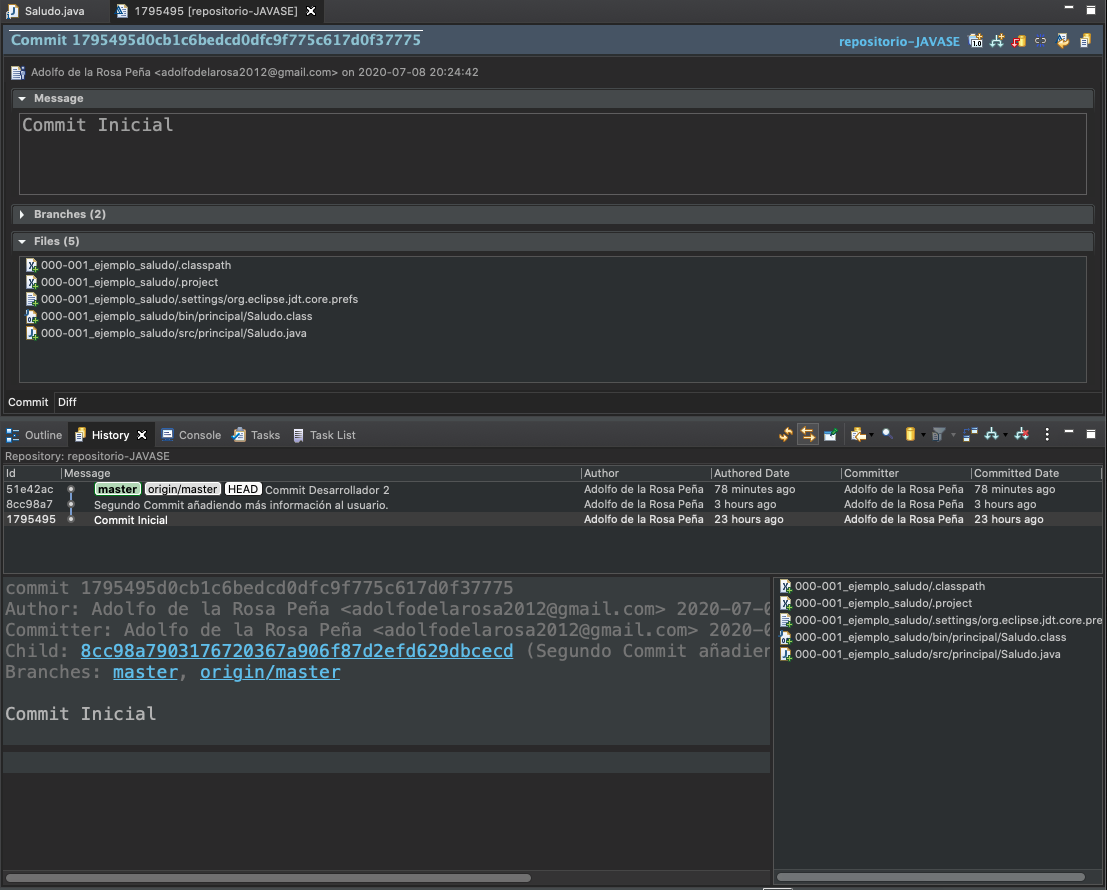 Saludo.java
1795495 [repositorio-JAVASE]
Commit 1795495d0cb1c6bedcd0dfc9f775c617d0f37775
repositorio-JAVASE
Adolfo de la Rosa Peña <adolfodelarosa2012@gmail.com> on 2020-07-08 20:24:42
Message
Commit Inicial
Branches (2)
Files (5)
000-001_ejemplo_saludo/.classpath
000-001_ejemplo_saludo/.project
000-001_ejemplo_saludo/.settings/org.eclipse.jdt.core.prefs
000-001_ejemplo_saludo/bin/principal/Saludo.class
000-001_ejemplo_saludo/src/principal/Saludo.java
Commit Diff
Outline History Console Tasks Task List
Repository: repositorio-JAVASE
Id Message Author Authored Date Committer Committed Date
51e42ac master origin/master HEAD Commit Desarrollador 2 Adolfo de la Rosa Peña 78 minutes ago Adolfo de la Rosa Peña 78 minutes ago
8cc98a7 Segundo Commit añadiendo más información al usuario. Adolfo de la Rosa Peña 3 hours ago Adolfo de la Rosa Peña 3 hours ago
1795495 Commit Inicial Adolfo de la Rosa Peña 23 hours ago Adolfo de la Rosa Peña 23 hours ago
commit 1795495d0cb1c6bedcd0dfc9f775c617d0f37775
Author: Adolfo de la Rosa Peña <adolfodelarosa2012@gmail.com> 2020-07-0
Committer: Adolfo de la Rosa Peña <adolfodelarosa2012@gmail.com> 2020-0
Child: 8cc98a7903176720367a906f87d2efd629dbcecd (Segundo Commit añadien
Branches: master, origin/master
Commit Inicial
000-001_ejemplo_saludo/.classpath
000-001_ejemplo_saludo/.project
000-001_ejemplo_saludo/.settings/org.eclipse.jdt.core.pre
000-001_ejemplo_saludo/bin/principal/Saludo.class
000-001_ejemplo_saludo/src/principal/Saludo.java